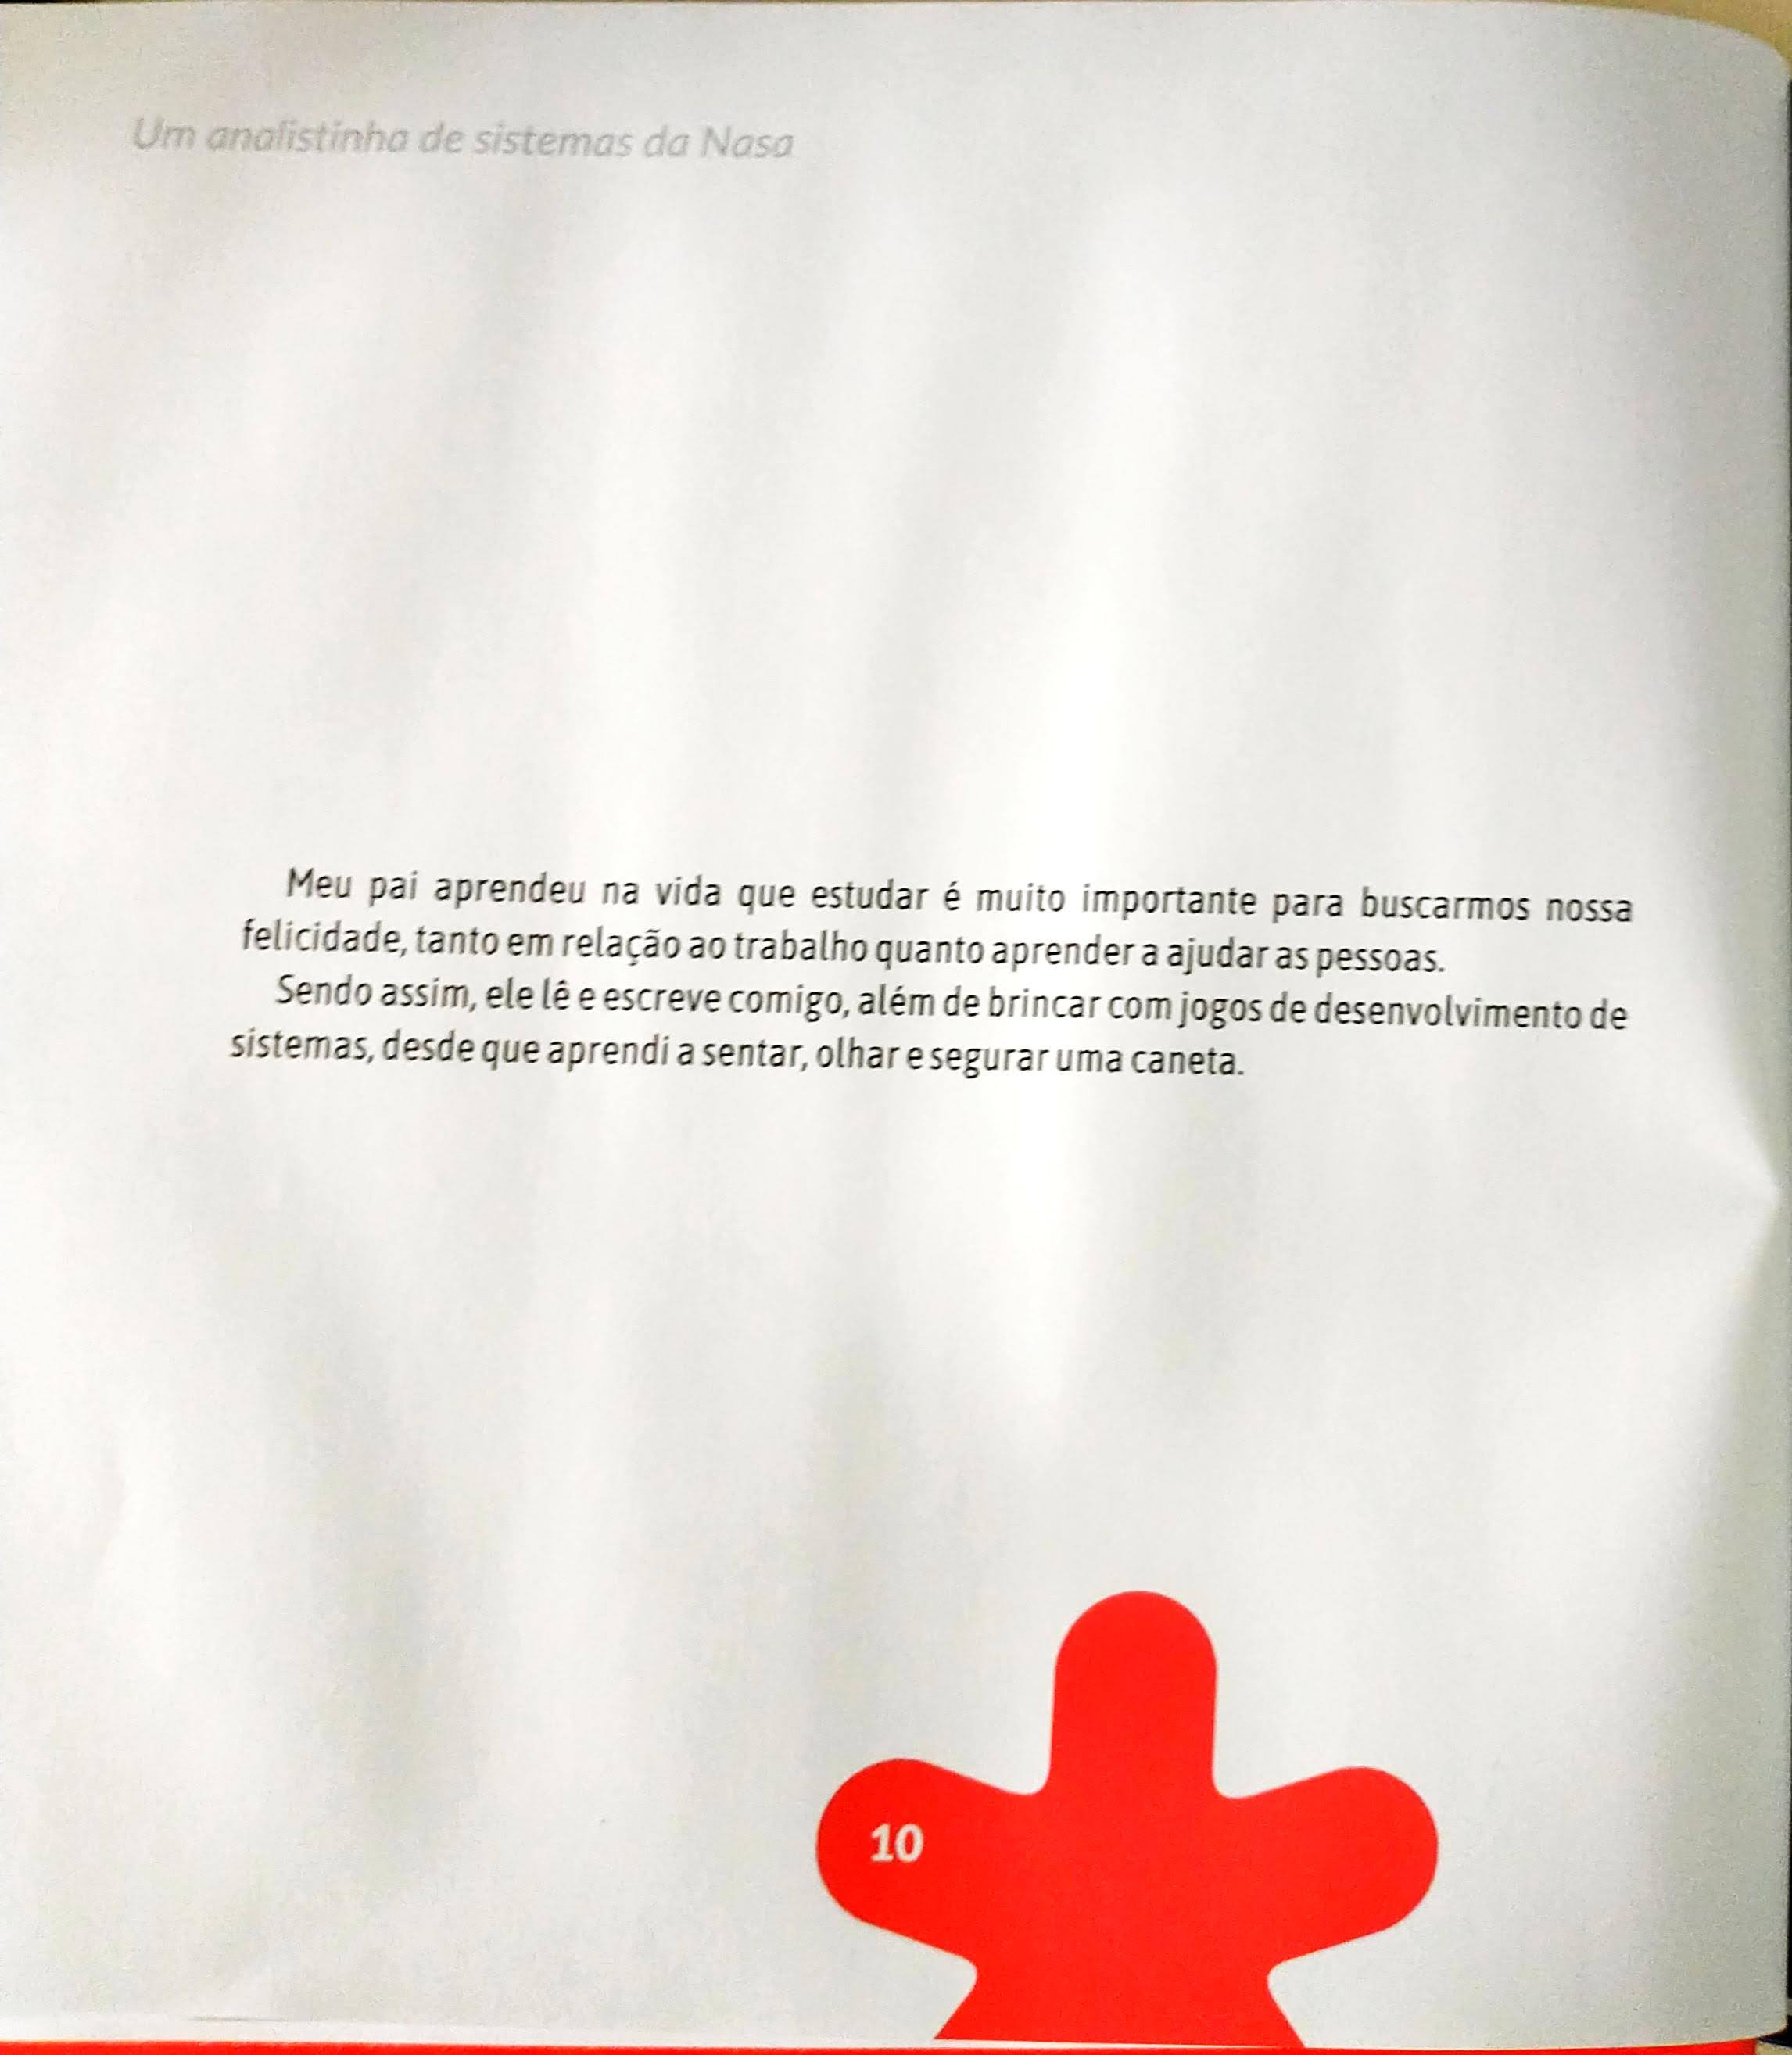 Um analistinha de sistemas da Nasa
Meu pai aprendeu na vida que estudar é muito importante para buscarmos nossa
felicidade, tanto em relação ao trabalho quanto aprender a ajudar as pessoas.
Sendo assim, ele lê e escreve comigo, além de brincar com jogos de desenvolvimento de
sistemas, desde que aprendi a sentar, olhar e segurar uma caneta.
10